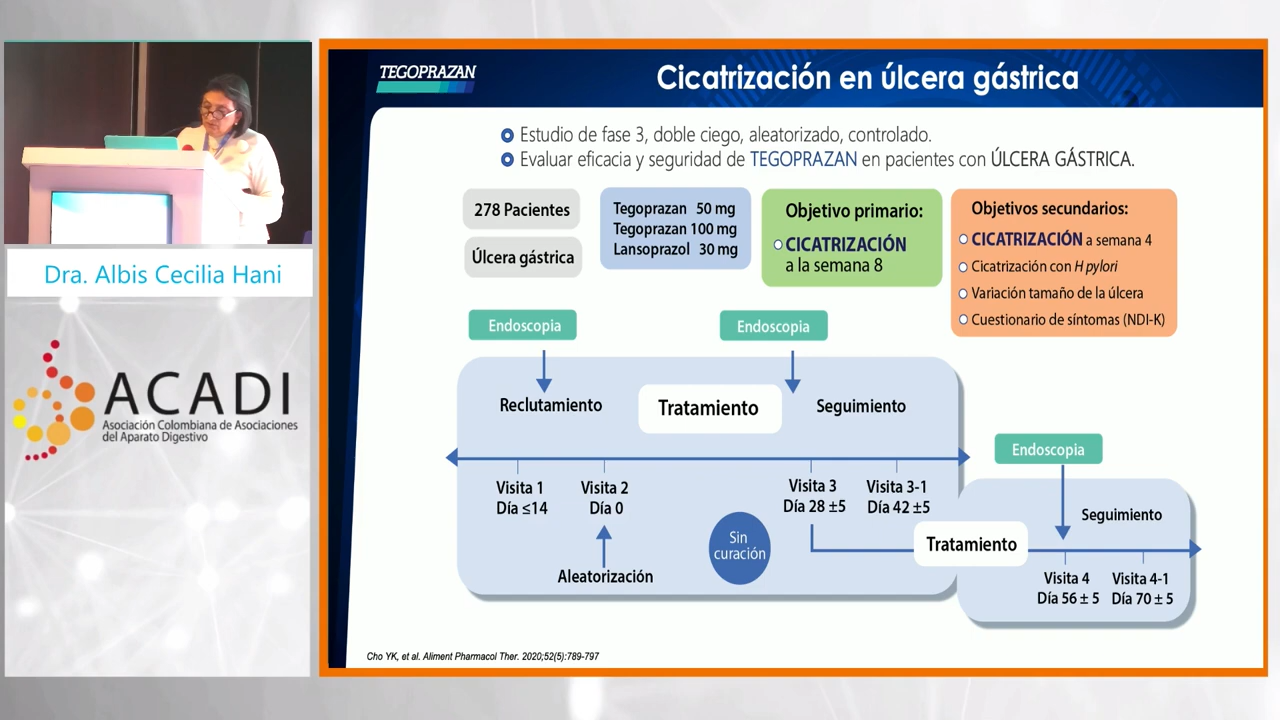 TEGOPRAZAN
Cicatrización en úlcera gástrica
Estudio de fase 3, doble ciego, aleatorizado, controlado.
Evaluar eficacia y seguridad de TEGOPRAZAN en pacientes con ÚLCERA GÁSTRICA.
278 Pacientes
Úlcera gástrica
Tegoprazan 50 mg
Tegoprazan 100 mg
Lansoprazol 30 mg
Objetivo primario:
CICATRIZACIÓN
a la semana 8
Objetivos secundarios:
CICATRIZACIÓN a semana 4
Cicatrización con H pylori
Variación tamaño de la úlcera
Cuestionario de síntomas (NDI-K)
Dra. Albis Cecilia Hani
ACADI
Asociación Colombiana de Asociaciones
del Aparato Digestivo
Endoscopia
Endoscopia
Reclutamiento
Tratamiento
Seguimiento
Visita 1
Día ≤14
Visita 2
Día 0
Aleatorización
Sin
curación
Visita 3
Día 28 ±5
Visita 3-1
Día 42 ±5
Endoscopia
Tratamiento
Seguimiento
Visita 4
Día 56 ± 5
Visita 4-1
Día 70 ± 5
Cho YK, et al. Aliment Pharmacol Ther. 2020;52(5):789-797